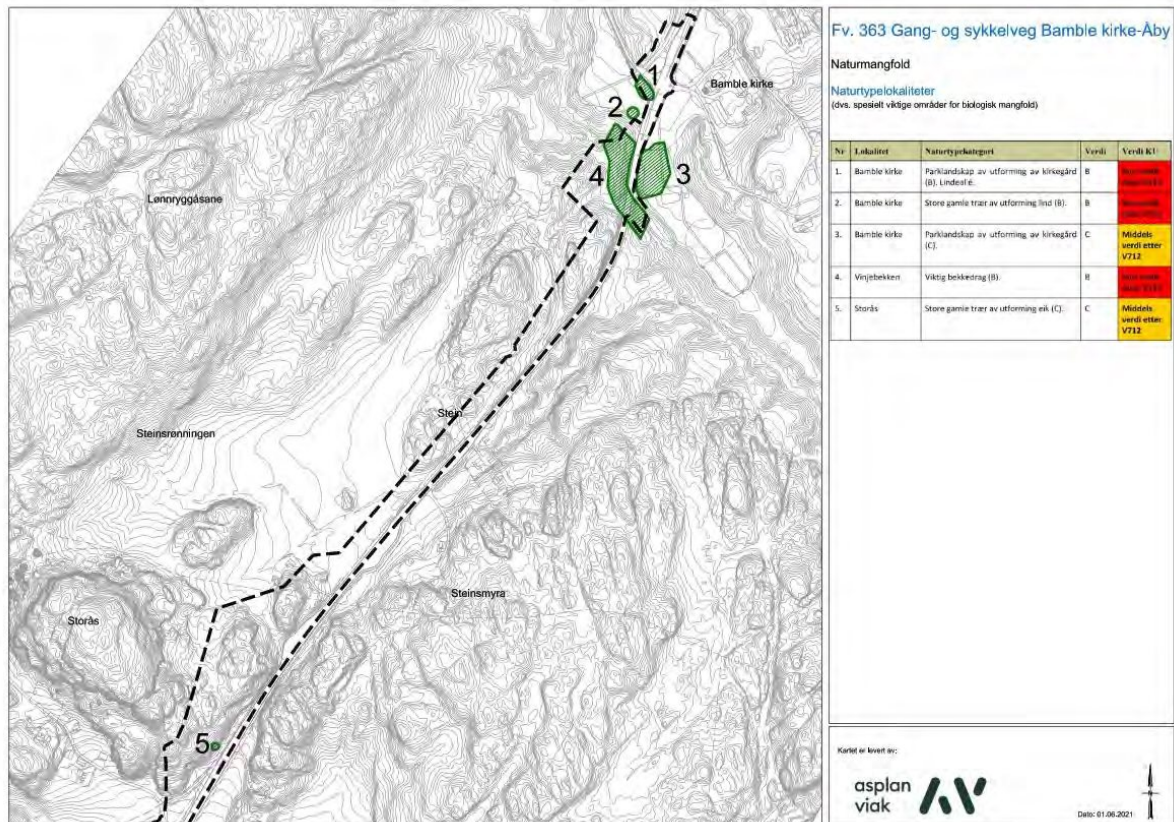 1
Bamble kirke
2
4
3
Lønnryggåsane
Stein
Steinsrønningen
Steinsmyra
Storås
5
Fv. 363 Gang- og sykkelveg Bamble kirke-Åby
Naturmangfold
Naturtypelokaliteter
(dvs. spesielt viktige områder for biologisk mangfold)
Nr Lokalitet Naturtypekategori Verdi Verdi KU
1. Bamble kirke Parklandskap av utforming av kirkegård B
(B). Lindeallé.
2. Bamble kirke Store gamle trær av utforming lind (B). B
3. Bamble kirke Parklandskap av utforming av kirkegård C Middels
(C). verdi etter
V712
4. Vinjebekken Viktig bekkedrag (B). B
5. Storås Store gamle trær av utforming eik (C). C Middels
verdi etter
V712
Kartet er levert av:
asplan
viak
Dato: 01.06.2021